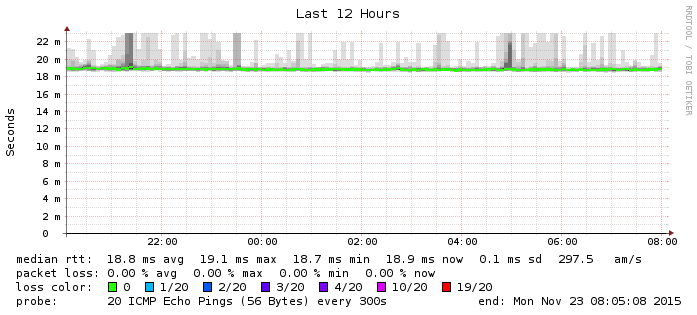 Last 12 Hours
RRDTOOL / TOBI OETIKER
Seconds
22 m
20 m
18 m
16 m
14 m
12 m
10 m
8 m
6 m
4 m
2 m
0
22:00 00:00 02:00 04:00 06:00 08:00
median rtt: 18.8 ms avg 19.1 ms max 18.7 ms min 18.9 ms now 0.1 ms sd 297.5 am/s
packet loss: 0.00 % avg 0.00 % max 0.00 % min 0.00 % now
loss color: 0 1/20 2/20 3/20 4/20 10/20 19/20
probe: 20 ICMP Echo Pings (56 Bytes) every 300s end: Mon Nov 23 08:05:08 2015